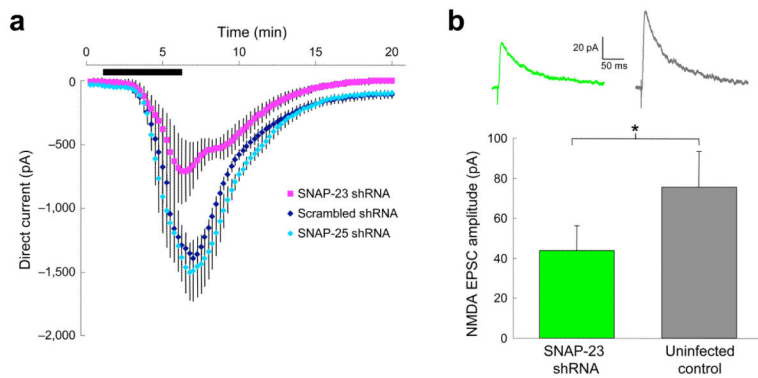 a
Time (min)
0 5 10 15 20
0
−500
−1,000
−1,500
−2,000
Direct current (pA)
SNAP-23 shRNA
Scrambled shRNA
SNAP-25 shRNA
b
20 pA
50 ms
*
100
80
60
40
20
0
NMDA EPSC amplitude (pA)
SNAP-23
shRNA
Uninfected
control